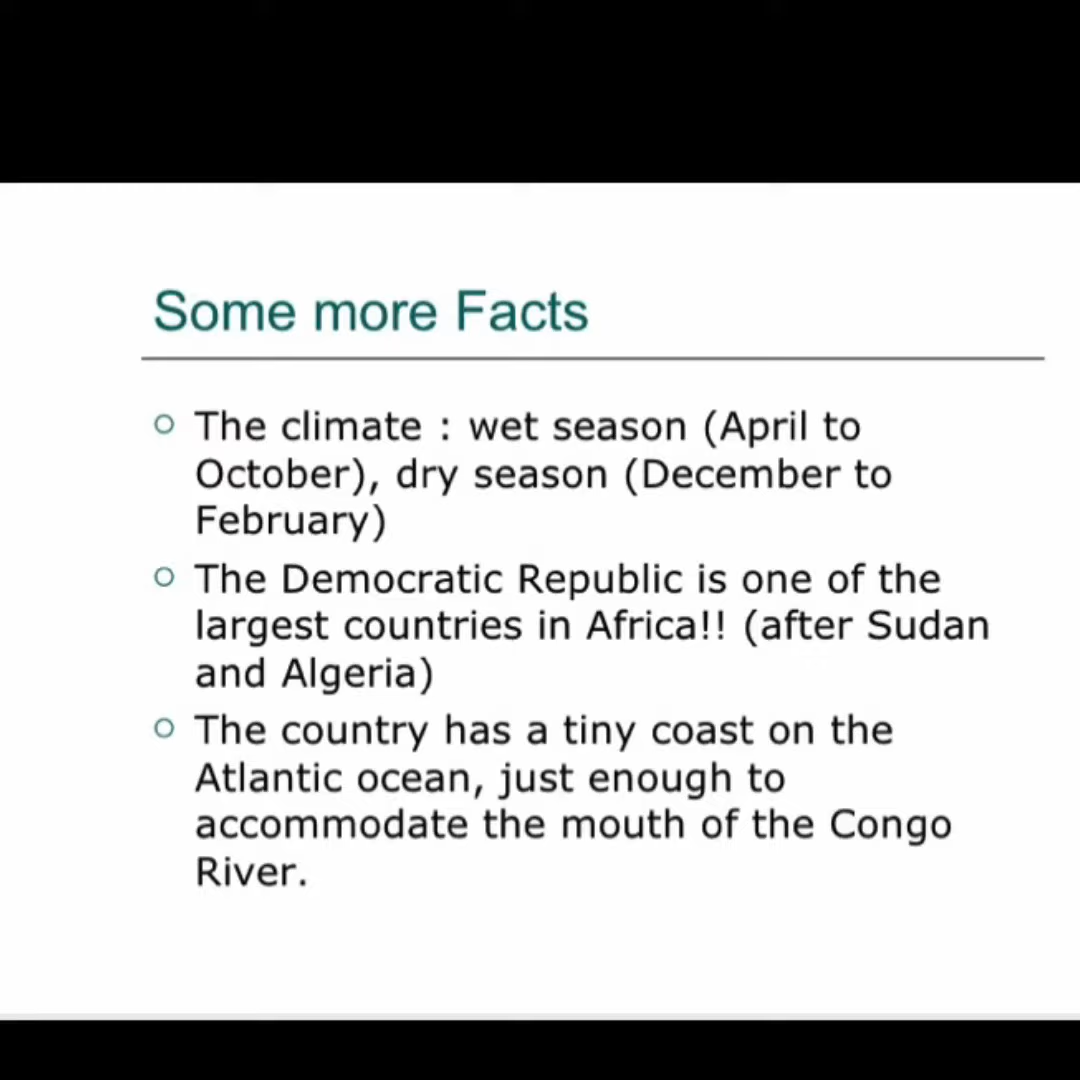 Some more Facts
The climate : wet season (April to
October), dry season (December to
February)
The Democratic Republic is one of the
largest countries in Africa!! (after Sudan
and Algeria)
The country has a tiny coast on the
Atlantic ocean, just enough to
accommodate the mouth of the Congo
River.